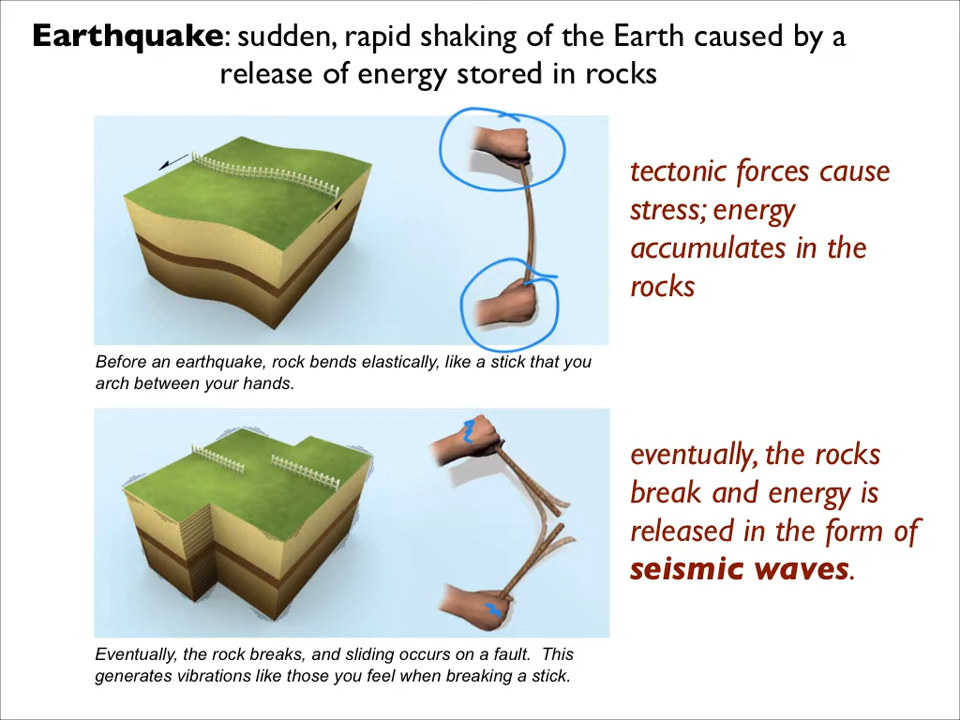 Earthquake: sudden, rapid shaking of the Earth caused by a
release of energy stored in rocks
tectonic forces cause
stress; energy
accumulates in the
rocks
Before an earthquake, rock bends elastically, like a stick that you
arch between your hands.
eventually, the rocks
break and energy is
released in the form of
seismic waves.
Eventually, the rock breaks, and sliding occurs on a fault. This
generates vibrations like those you feel when breaking a stick.